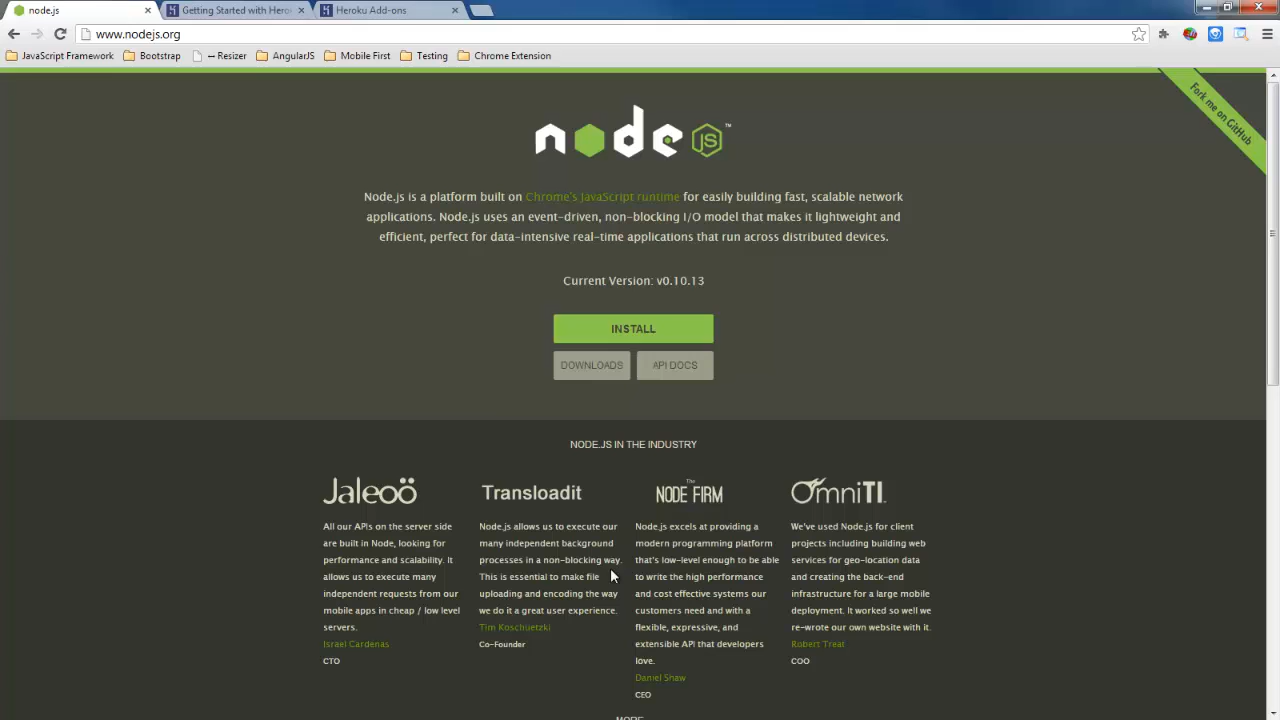 node.js
Getting Started with Hero
Heroku Add-ons
www.nodejs.org
JavaScript Framework
Bootstrap
-- Resizer
AngularJS
Mobile First
Testing
Chrome Extension
Fork me on GitHub
node JS ™
Node.js is a platform built on Chrome's JavaScript runtime for easily building fast, scalable network
applications. Node.js uses an event-driven, non-blocking I/O model that makes it lightweight and
efficient, perfect for data-intensive real-time applications that run across distributed devices.
Current Version: v0.10.13
INSTALL
DOWNLOADS
API DOCS
NODE.JS IN THE INDUSTRY
Jaleoö
All our APIs on the server side
are built in Node, looking for
performance and scalability. It
allows us to execute many
independent requests from our
mobile apps in cheap / low level
servers.
Israel Cardenas
CTO
Transloadit
Node.js allows us to execute our
many independent background
processes in a non-blocking way.
This is essential to make file
uploading and encoding the way
we do it a great user experience.
Tim Koschuetzki
Co-Founder
The
NODE FIRM
Node.js excels at providing a
modern programming platform
that's low-level enough to be able
to write the high performance
and cost effective systems our
customers need and with a
flexible, expressive, and
extensible API that developers
love.
Daniel Shaw
CEO
OmniTI
We've used Node.js for client
projects including building web
services for geo-location data
and creating the back-end
infrastructure for a large mobile
deployment. It worked so well we
re-wrote our own website with it.
Robert Treat
COO
MORE